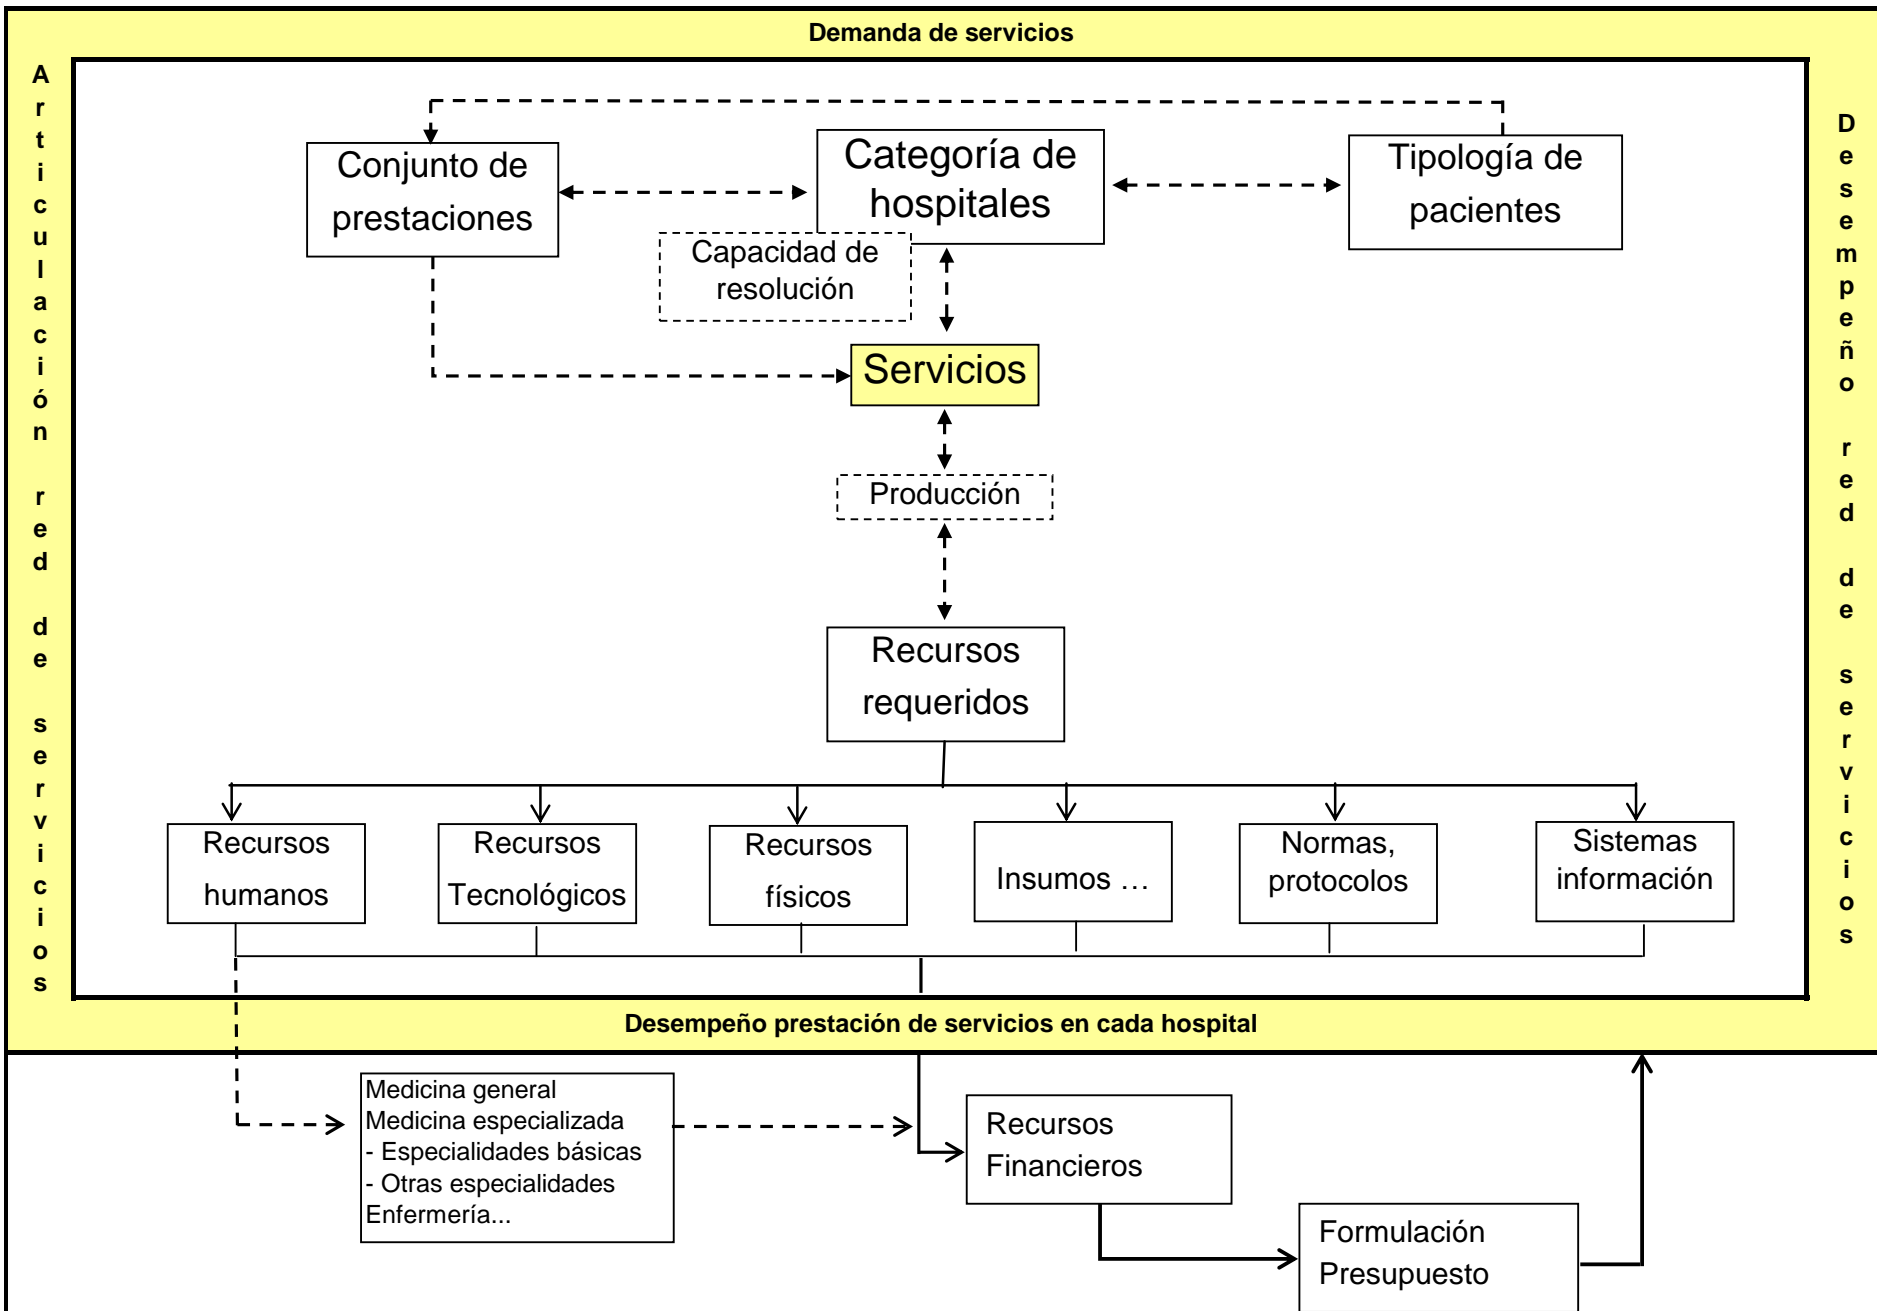 Demanda de servicios
Articulación red de servicios
Desempeño red de servicios
Conjunto de
prestaciones
Categoría de
hospitales
Tipología de
pacientes
Capacidad de
resolución
Servicios
Producción
Recursos
requeridos
Recursos
humanos
Recursos
Tecnológicos
Recursos
físicos
Insumos …
Normas,
protocolos
Sistemas
información
Desempeño prestación de servicios en cada hospital
Medicina general
Medicina especializada
- Especialidades básicas
- Otras especialidades
Enfermería...
Recursos
Financieros
Formulación
Presupuesto